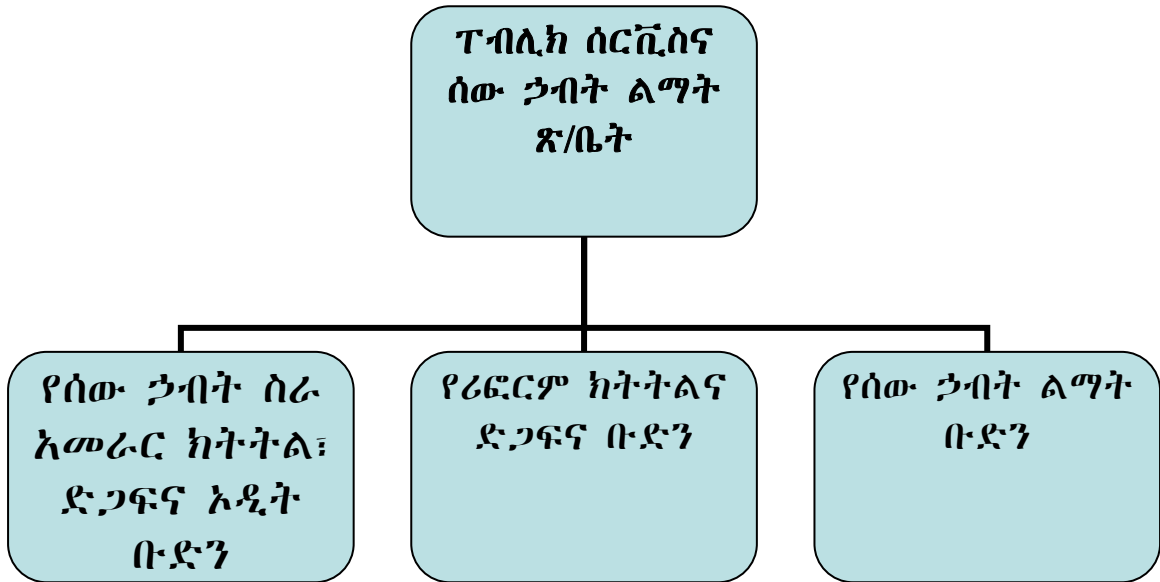 ፐብሊክ ሰርቪስና
ሰው ኃብት ልማት
ጽ/ቤት
የሰው ኃብት ስራ
አመራር ክትትል፣
ድጋፍና ኦዲት
ቡድን
የሪፎርም ክትትልና
ድጋፍና ቡድን
የሰው ኃብት ልማት
ቡድን